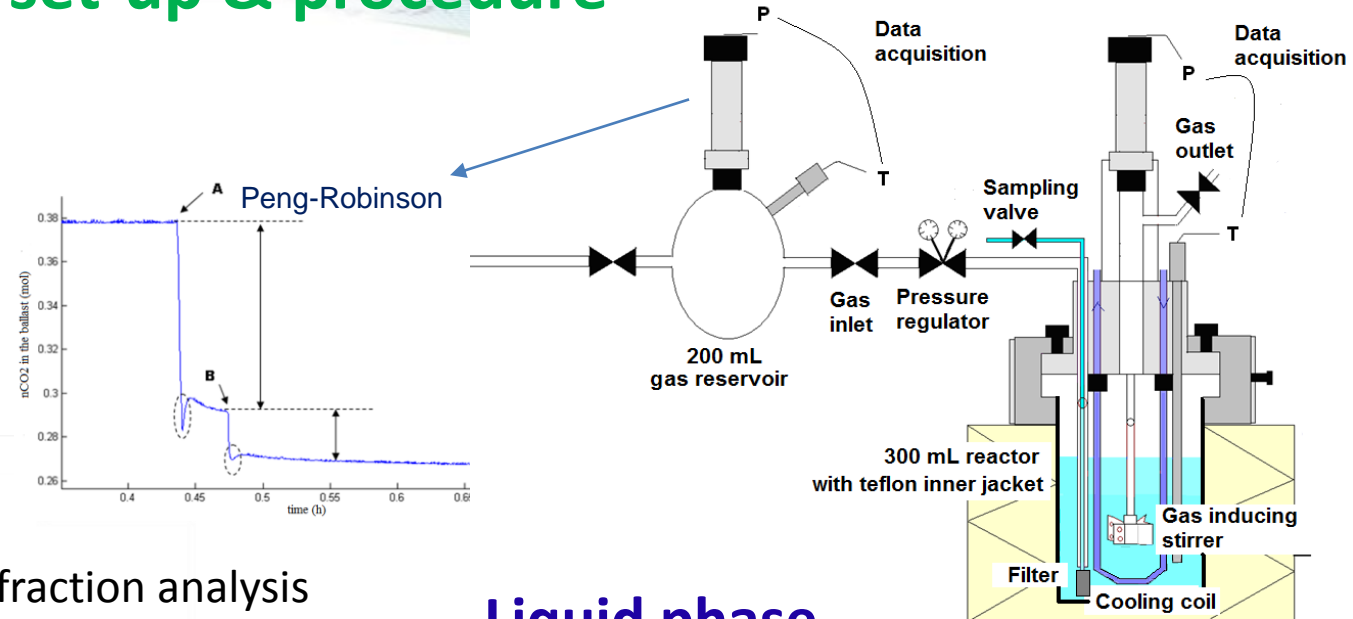 set-up & procedure
P
Data
acquisition
T
Peng-Robinson
A
B
nCO2 in the ballast (mol)
0.38
0.36
0.34
0.32
0.3
0.28
0.26
0.4
0.45
0.5
0.55
0.6
time (h)
200 mL
gas reservoir
Gas
inlet
Pressure
regulator
Sampling
valve
P
Data
acquisition
Gas
outlet
T
300 mL reactor
with teflon inner jacket
Gas inducing
stirrer
Filter
Cooling coil
fraction analysis
Liquid phase